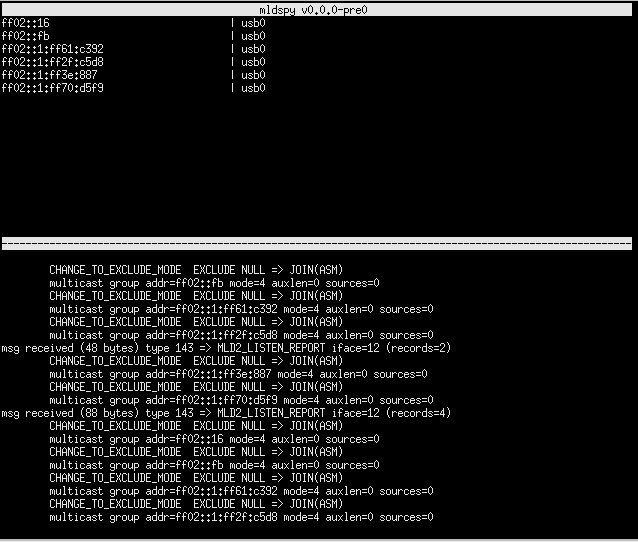 mldspy v0.0.0-pre0
ff02::16 | usb0
ff02::fb | usb0
ff02::1:ff61:c392 | usb0
ff02::1:ff2f:c5d8 | usb0
ff02::1:ff3e:887 | usb0
ff02::1:ff70:d5f9 | usb0
CHANGE_TO_EXCLUDE_MODE EXCLUDE NULL => JOIN(ASM)
multicast group addr=ff02::fb mode=4 auxlen=0 sources=0
CHANGE_TO_EXCLUDE_MODE EXCLUDE NULL => JOIN(ASM)
multicast group addr=ff02::1:ff61:c392 mode=4 auxlen=0 sources=0
CHANGE_TO_EXCLUDE_MODE EXCLUDE NULL => JOIN(ASM)
multicast group addr=ff02::1:ff2f:c5d8 mode=4 auxlen=0 sources=0
msg received (48 bytes) type 143 => MLD2_LISTEN_REPORT iface=12 (records=2)
CHANGE_TO_EXCLUDE_MODE EXCLUDE NULL => JOIN(ASM)
multicast group addr=ff02::1:ff3e:887 mode=4 auxlen=0 sources=0
CHANGE_TO_EXCLUDE_MODE EXCLUDE NULL => JOIN(ASM)
multicast group addr=ff02::1:ff70:d5f9 mode=4 auxlen=0 sources=0
msg received (88 bytes) type 143 => MLD2_LISTEN_REPORT iface=12 (records=4)
CHANGE_TO_EXCLUDE_MODE EXCLUDE NULL => JOIN(ASM)
multicast group addr=ff02::16 mode=4 auxlen=0 sources=0
CHANGE_TO_EXCLUDE_MODE EXCLUDE NULL => JOIN(ASM)
multicast group addr=ff02::fb mode=4 auxlen=0 sources=0
CHANGE_TO_EXCLUDE_MODE EXCLUDE NULL => JOIN(ASM)
multicast group addr=ff02::1:ff61:c392 mode=4 auxlen=0 sources=0
CHANGE_TO_EXCLUDE_MODE EXCLUDE NULL => JOIN(ASM)
multicast group addr=ff02::1:ff2f:c5d8 mode=4 auxlen=0 sources=0